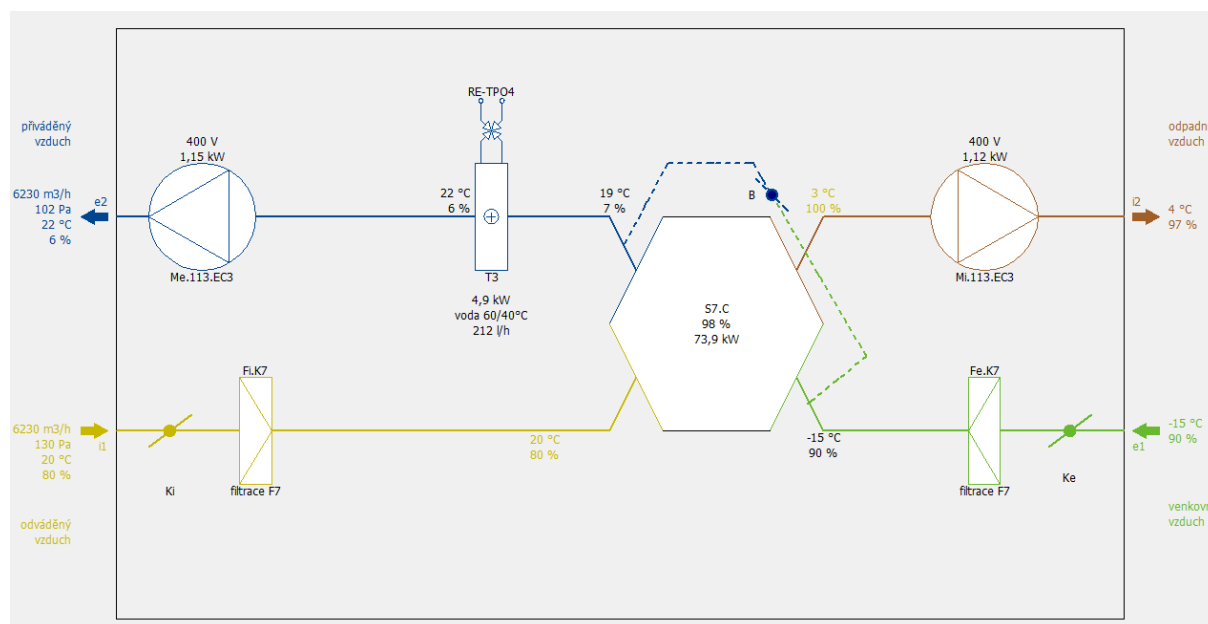 RE-TPO4
přiváděný
vzduch
400 V
1,15 kW
400 V
1,12 kW
odpadn
vzduch
6230 m3/h
102 Pa
22 °C
6 %
e2
22 °C
6 %
19 °C
7 %
B
3 °C
100 %
i2
4 °C
97 %
Me.113.EC3
T3
Mi.113.EC3
4,9 kW
voda 60/40°C
212 l/h
S7.C
98 %
73,9 kW
Fi.K7
Fe.K7
6230 m3/h
130 Pa
20 °C
80 %
i1
20 °C
80 %
-15 °C
90 %
-15 °C
90 %
e1
Ki
filtrace F7
filtrace F7
Ke
odváděný
vzduch
venkov
vzduch